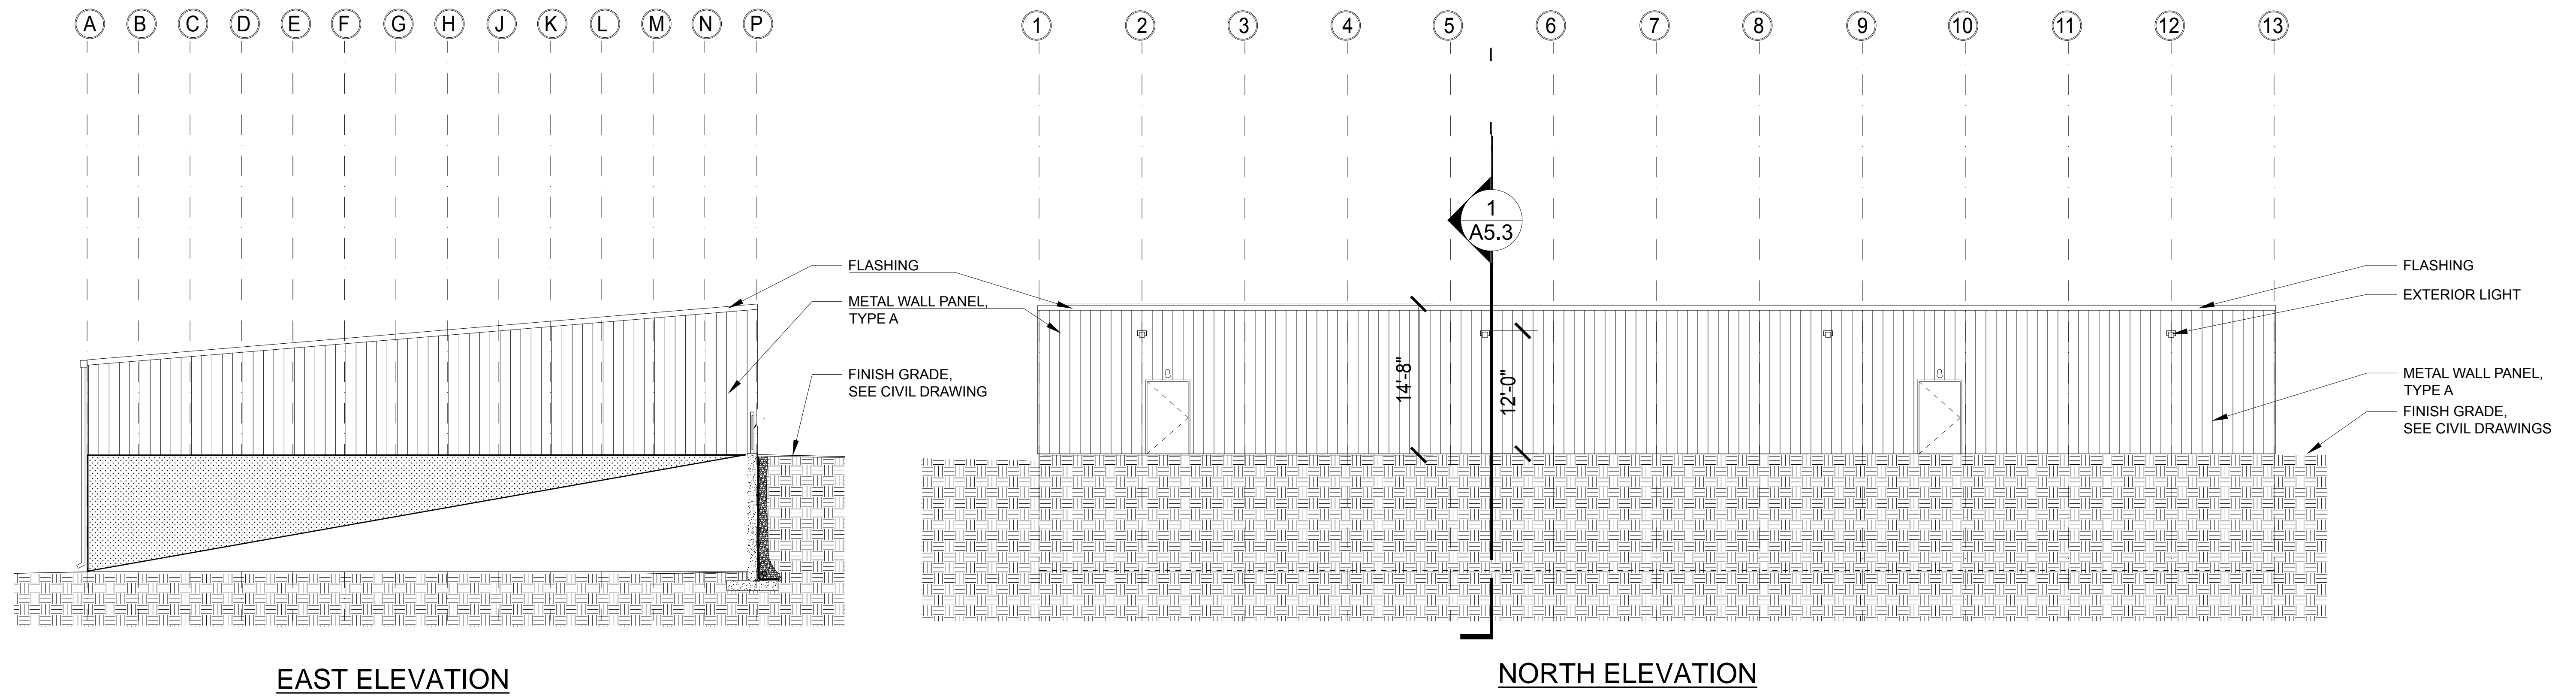 A B C D E F G H J K L M N P
1 2 3 4 5 6 7 8 9 10 11 12 13
1
A5.3
FLASHING
METAL WALL PANEL,
TYPE A
FINISH GRADE,
SEE CIVIL DRAWING
14'-8"
12'-0"
FLASHING
EXTERIOR LIGHT
METAL WALL PANEL,
TYPE A
FINISH GRADE,
SEE CIVIL DRAWINGS
EAST ELEVATION
NORTH ELEVATION